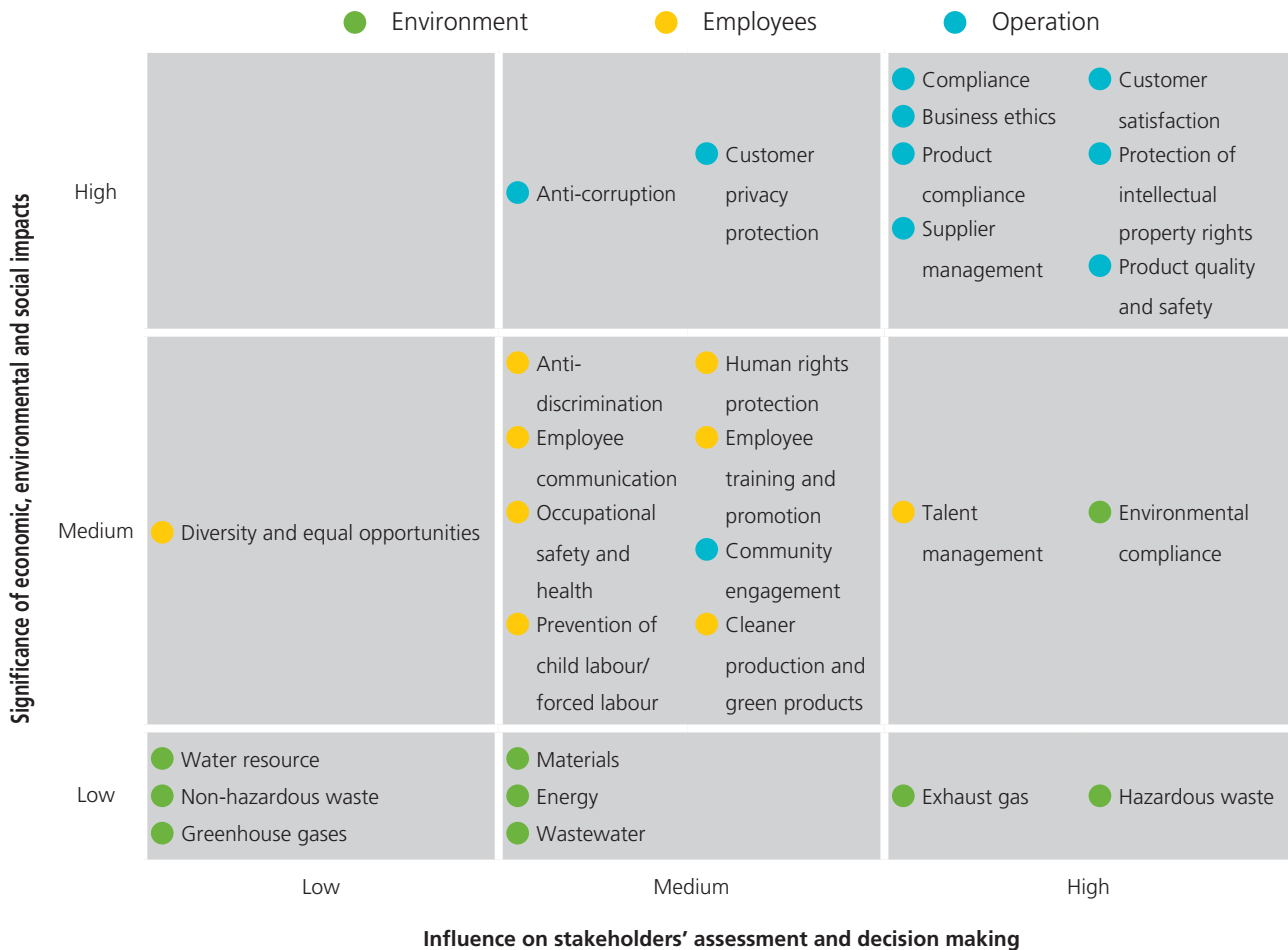 Environment
Employees
Operation
Significance of economic, environmental and social impacts
High
Anti-corruption
Customer
privacy
protection
Compliance
Business ethics
Product
compliance
Supplier
management
Customer
satisfaction
Protection of
intellectual
property rights
Product quality
and safety
Medium
Diversity and equal opportunities
Anti-
discrimination
Employee
communication
Occupational
safety and
health
Prevention of
child labour/
forced labour
Human rights
protection
Employee
training and
promotion
Community
engagement
Cleaner
production and
green products
Talent
management
Environmental
compliance
Low
Water resource
Non-hazardous waste
Greenhouse gases
Materials
Energy
Wastewater
Exhaust gas
Hazardous waste
Low
Medium
High
Influence on stakeholders’ assessment and decision making